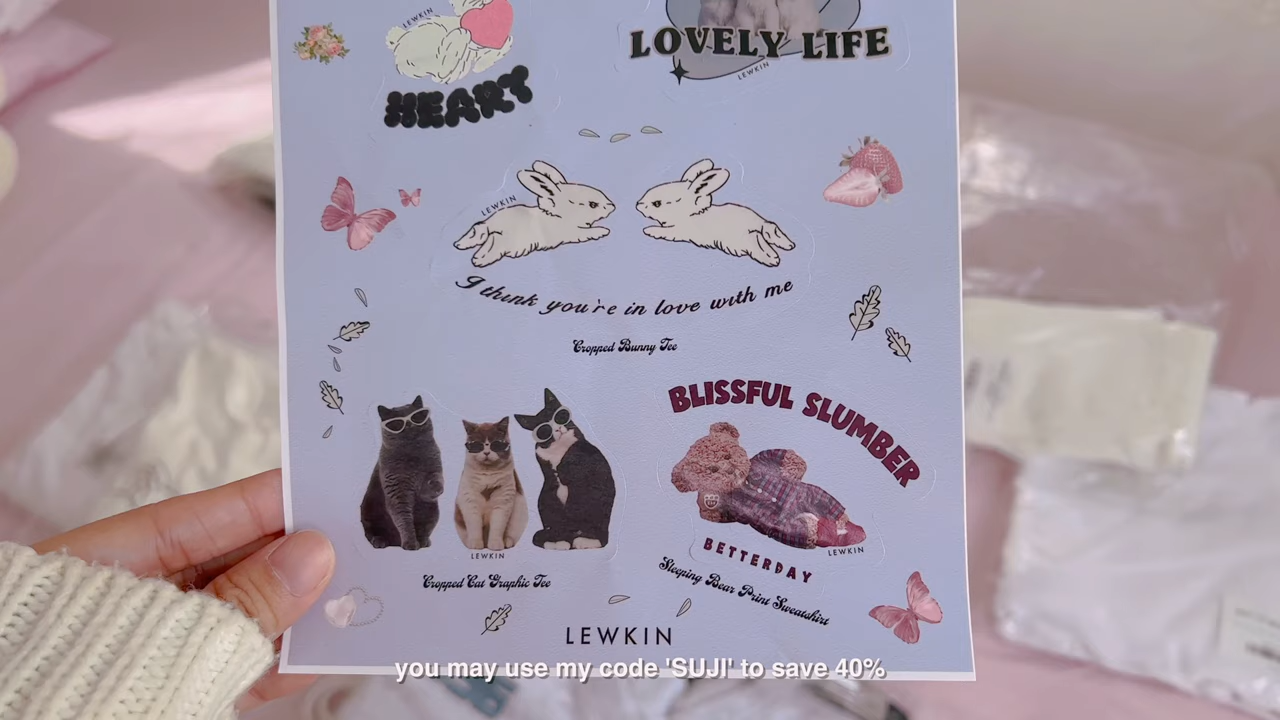 LEWKIN
HEART
LOVELY LIFE
LEWKIN
LEWKIN
I think you're in love with me
Cropped Bunny Tee
LEWKIN
Cropped Cat Graphic Tee
BLISSFUL SLUMBER
BETTERDAY
LEWKIN
Sleeping Bear Print Sweatshirt
LEWKIN
you may use my code 'SUJI' to save 40%